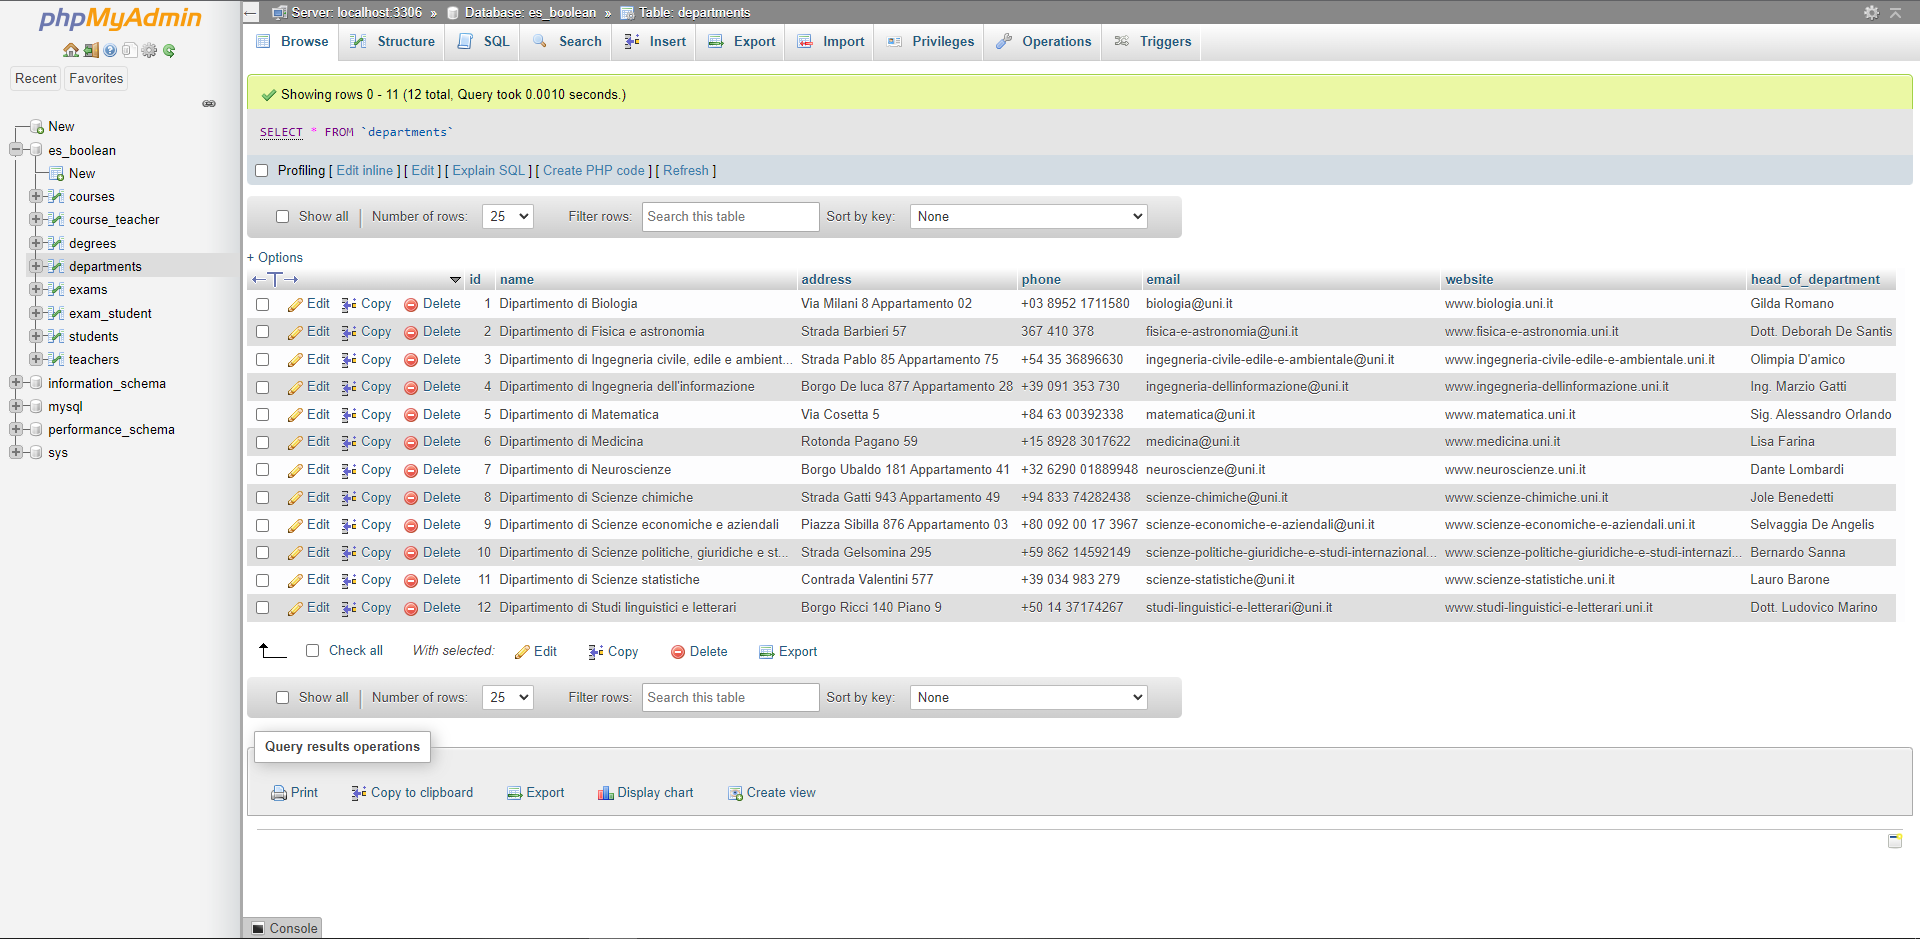 phpMyAdmin
Recent Favorites
New
es_boolean
New
courses
course_teacher
degrees
departments
exams
exam_student
students
teachers
information_schema
mysql
performance_schema
sys
Server: localhost:3306 » Database: es_boolean » Table: departments
Browse Structure SQL Search Insert Export Import Privileges Operations Triggers
Showing rows 0 - 11 (12 total, Query took 0.0010 seconds.)
SELECT * FROM `departments`
Profiling [ Edit inline ] [ Edit ] [ Explain SQL ] [ Create PHP code ] [ Refresh ]
Show all | Number of rows: 25 Filter rows: Search this table Sort by key: None
+ Options
←T→ id name address phone email website head_of_department
Edit Copy Delete 1 Dipartimento di Biologia Via Milani 8 Appartamento 02 +03 8952 1711580 biologia@uni.it www.biologia.uni.it Gilda Romano
Edit Copy Delete 2 Dipartimento di Fisica e astronomia Strada Barbieri 57 367 410 378 fisica-e-astronomia@uni.it www.fisica-e-astronomia.uni.it Dott. Deborah De Santis
Edit Copy Delete 3 Dipartimento di Ingegneria civile, edile e ambient... Strada Pablo 85 Appartamento 75 +54 35 36896630 ingegneria-civile-edile-e-ambientale@uni.it www.ingegneria-civile-edile-e-ambientale.uni.it Olimpia D'amico
Edit Copy Delete 4 Dipartimento di Ingegneria dell'informazione Borgo De luca 877 Appartamento 28 +39 091 353 730 ingegneria-dellinformazione@uni.it www.ingegneria-dellinformazione.uni.it Ing. Marzio Gatti
Edit Copy Delete 5 Dipartimento di Matematica Via Cosetta 5 +84 63 00392338 matematica@uni.it www.matematica.uni.it Sig. Alessandro Orlando
Edit Copy Delete 6 Dipartimento di Medicina Rotonda Pagano 59 +15 8928 3017622 medicina@uni.it www.medicina.uni.it Lisa Farina
Edit Copy Delete 7 Dipartimento di Neuroscienze Borgo Ubaldo 181 Appartamento 41 +32 6290 01889948 neuroscienze@uni.it www.neuroscienze.uni.it Dante Lombardi
Edit Copy Delete 8 Dipartimento di Scienze chimiche Strada Gatti 943 Appartamento 49 +94 833 74282438 scienze-chimiche@uni.it www.scienze-chimiche.uni.it Jole Benedetti
Edit Copy Delete 9 Dipartimento di Scienze economiche e aziendali Piazza Sibilla 876 Appartamento 03 +80 092 00 17 3967 scienze-economiche-e-aziendali@uni.it www.scienze-economiche-e-aziendali.uni.it Selvaggia De Angelis
Edit Copy Delete 10 Dipartimento di Scienze politiche, giuridiche e st... Strada Gelsomina 295 +59 862 14592149 scienze-politiche-giuridiche-e-studi-internazional... www.scienze-politiche-giuridiche-e-studi-internazi... Bernardo Sanna
Edit Copy Delete 11 Dipartimento di Scienze statistiche Contrada Valentini 577 +39 034 983 279 scienze-statistiche@uni.it www.scienze-statistiche.uni.it Lauro Barone
Edit Copy Delete 12 Dipartimento di Studi linguistici e letterari Borgo Ricci 140 Piano 9 +50 14 37174267 studi-linguistici-e-letterari@uni.it www.studi-linguistici-e-letterari.uni.it Dott. Ludovico Marino
Check all With selected: Edit Copy Delete Export
Show all | Number of rows: 25 Filter rows: Search this table Sort by key: None
Query results operations
Print Copy to clipboard Export Display chart Create view
Console